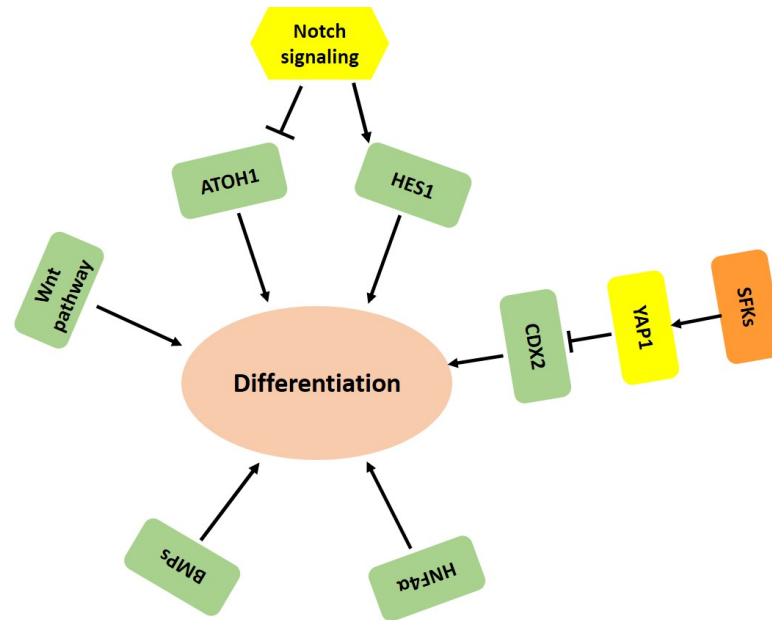 Notch
signaling
ATOH1
HES1
Wnt
pathway
CDX2
YAP1
SFKs
Differentiation
BMPs
HNF4α